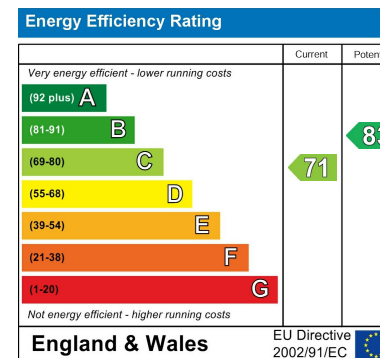 Energy Efficiency Rating
Current
Very energy efficient - lower running costs
(92 plus) A
(81-91) B
(69-80) C
71
(55-68) D
(39-54) E
(21-38) F
(1-20) G
Not energy efficient - higher running costs
England & Wales
EU Directive
2002/91/EC